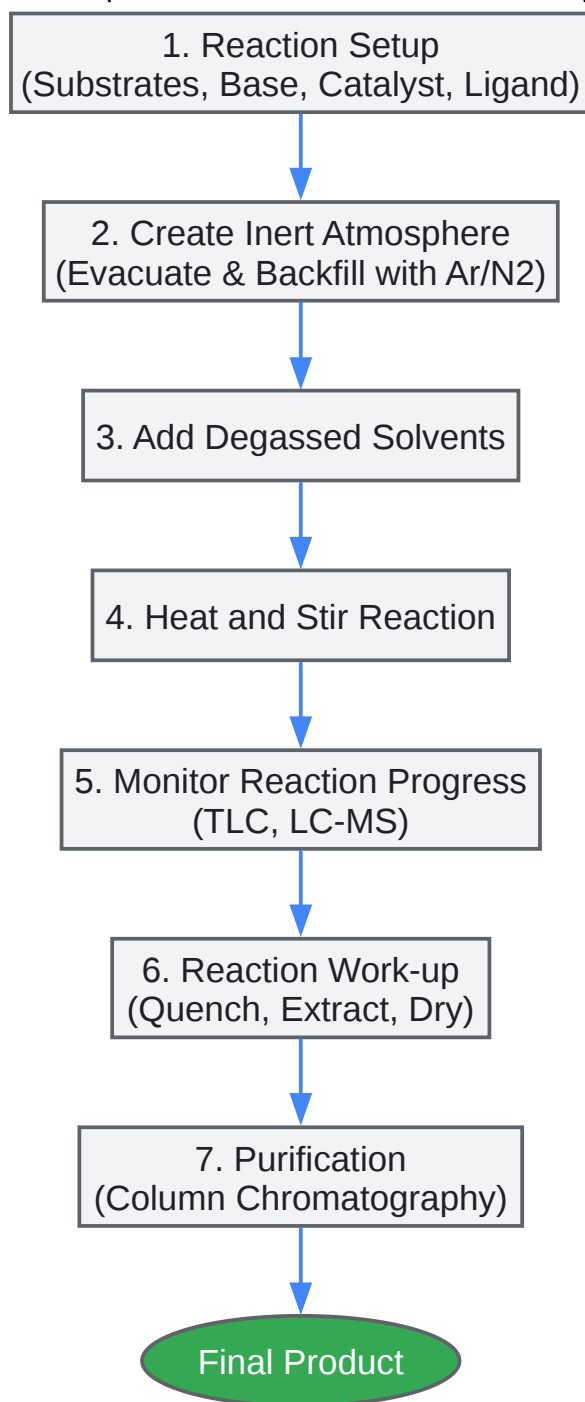 1. Reaction Setup
(Substrates, Base, Catalyst, Ligand)
2. Create Inert Atmosphere
(Evacuate & Backfill with Ar/N2)
3. Add Degassed Solvents
4. Heat and Stir Reaction
5. Monitor Reaction Progress
(TLC, LC-MS)
6. Reaction Work-up
(Quench, Extract, Dry)
7. Purification
(Column Chromatography)
Final Product